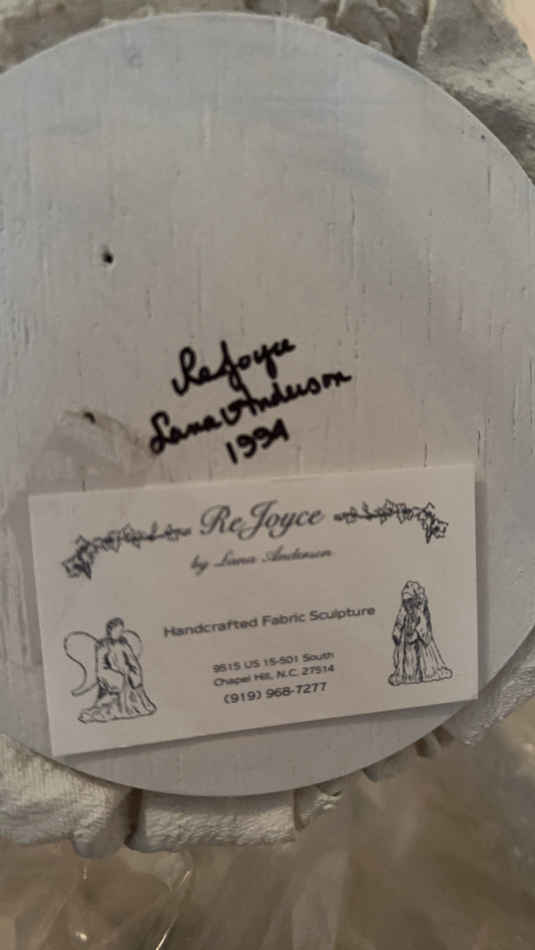 ReJoyce
Lana Anderson
1994
ReJoyce
by Lana Anderson
Handcrafted Fabric Sculpture
9515 US 15-501 South
Chapel Hill, N.C. 27514
(919) 968-7277